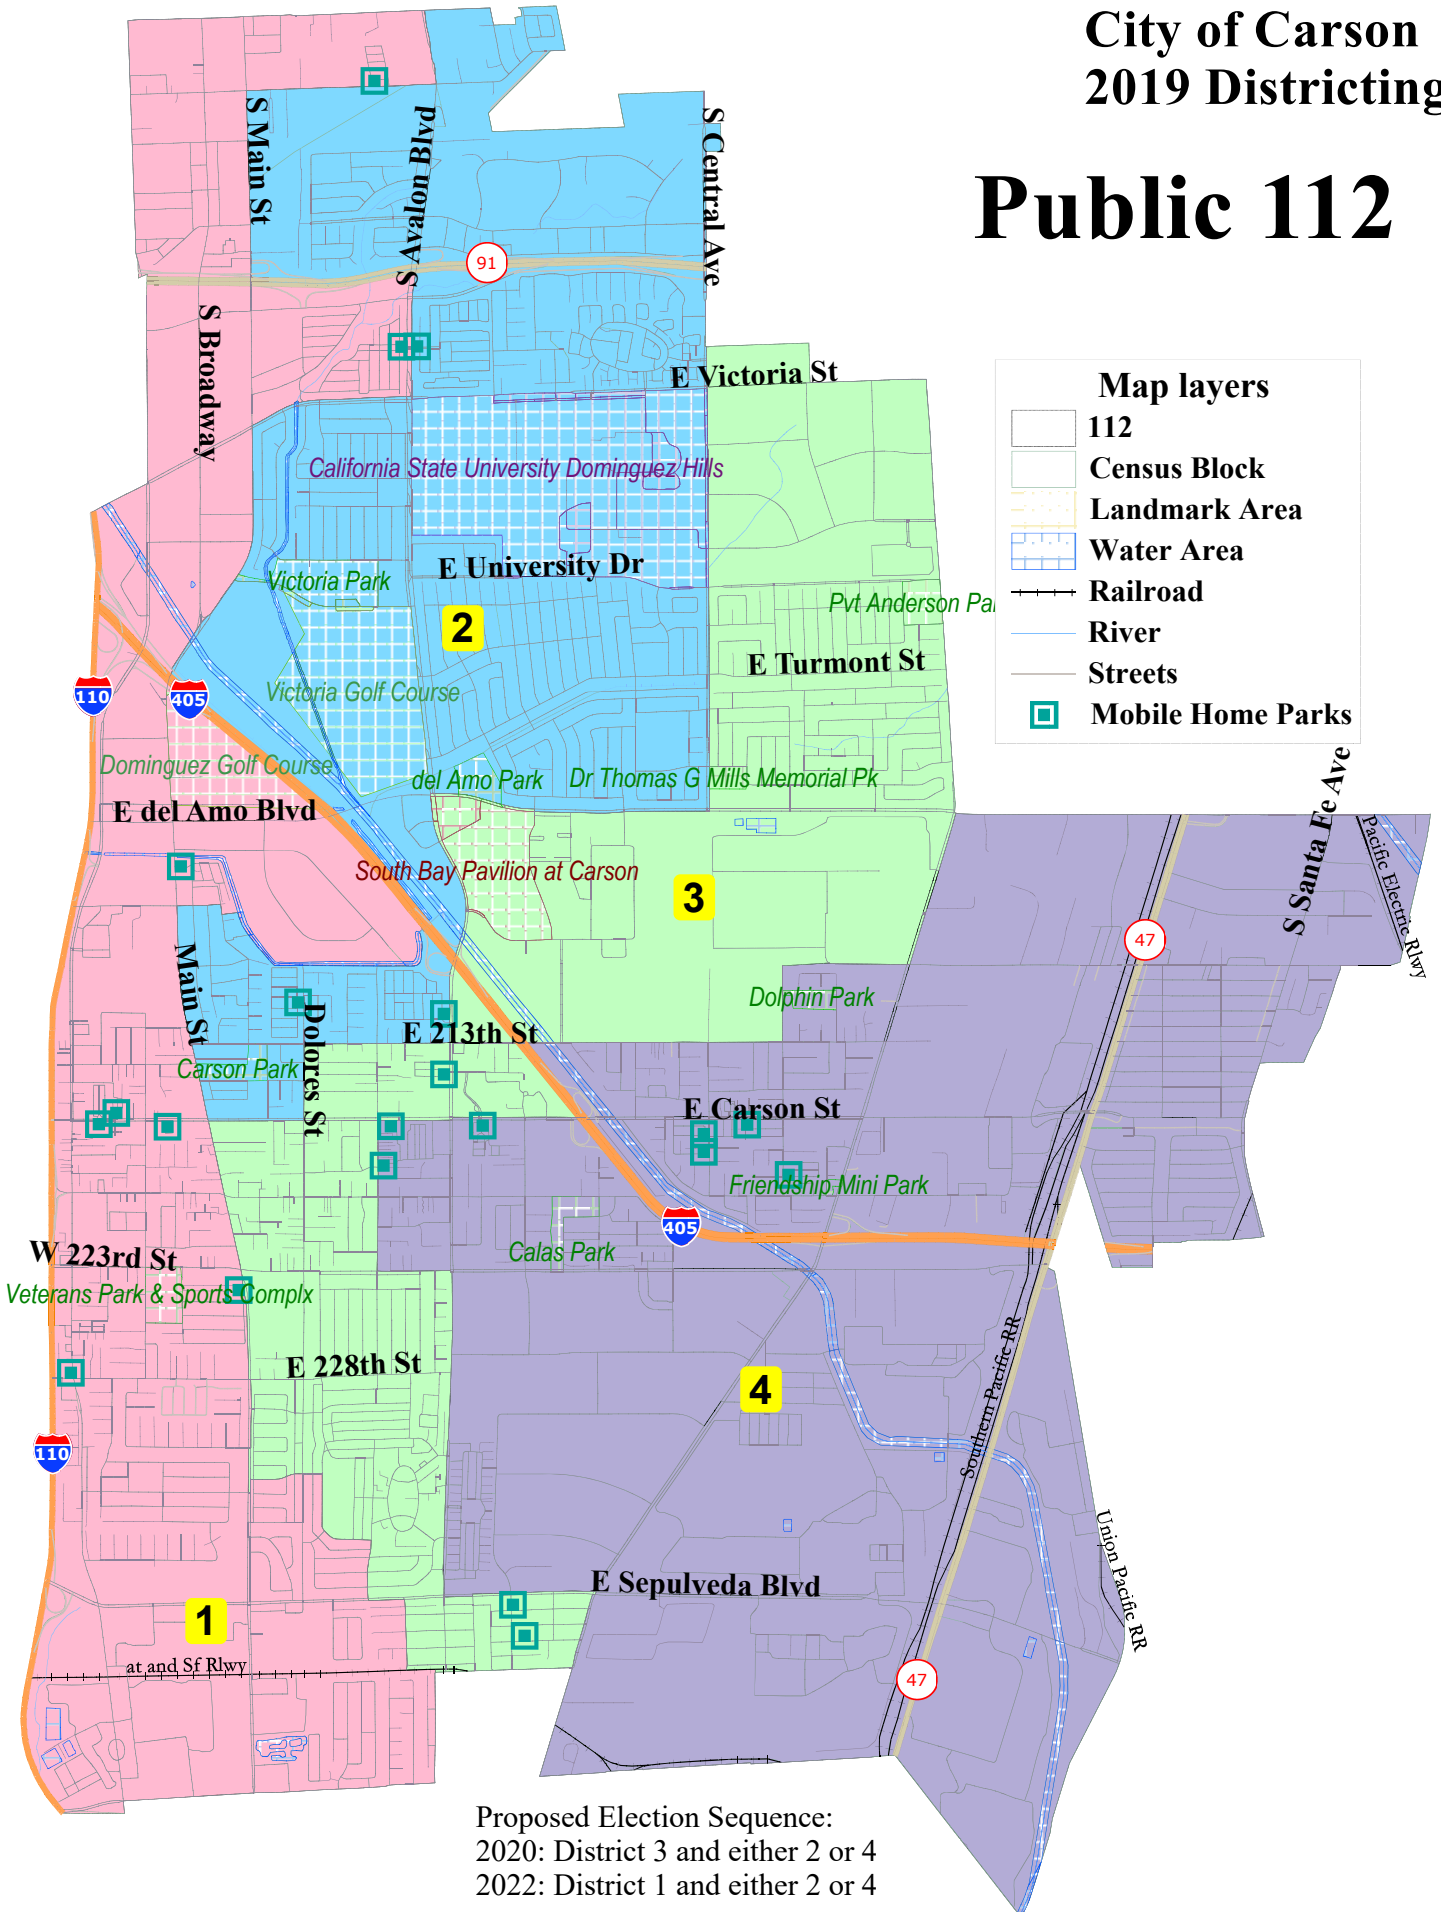 City of Carson
2019 Districting
Public 112
S Main St
S Avalon Blvd
S Central Ave
91
S Broadway
E Victoria St
Map layers
112
Census Block
Landmark Area
Water Area
Railroad
River
Streets
Mobile Home Parks
California State University Dominguez Hills
E University Dr
Victoria Park
2
Pvt Anderson Pa
E Turmont St
110
405
Victoria Golf Course
Dominguez Golf Course
del Amo Park
Dr Thomas G Mills Memorial Pk
E del Amo Blvd
S Santa Fe Ave
Pacific Electric Rlwy
South Bay Pavilion at Carson
3
47
Main St
Dolores St
Dolphin Park
E 213th St
Carson Park
E Carson St
Friendship Mini Park
405
W 223rd St
Calas Park
Veterans Park & Sports Complx
E 228th St
4
Southern Pacific RR
110
Union Pacific RR
E Sepulveda Blvd
1
at and Sf Rlwy
47
Proposed Election Sequence:
2020: District 3 and either 2 or 4
2022: District 1 and either 2 or 4